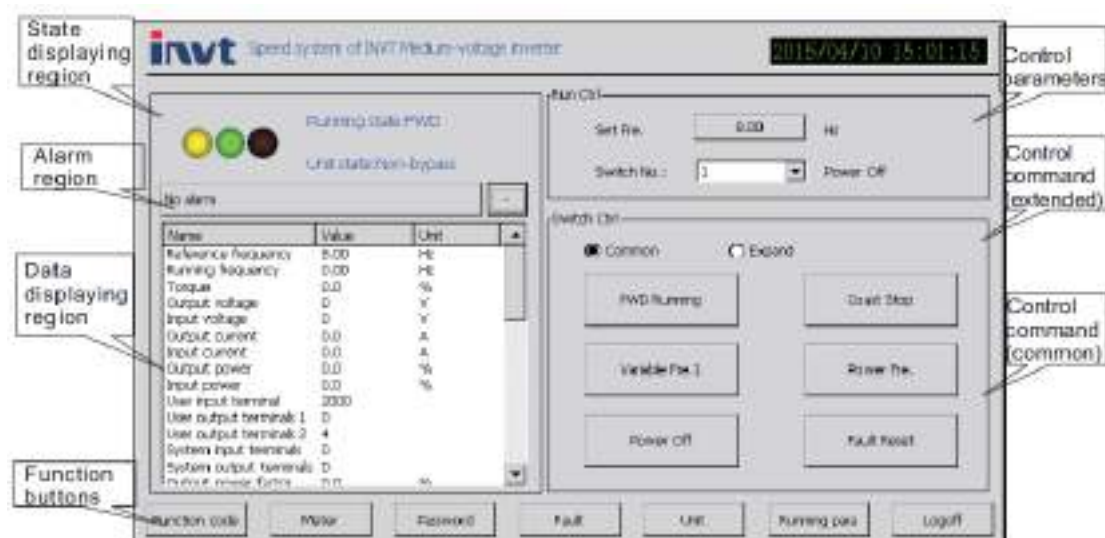 State
displaying
region
Alarm
region
Data
displaying
region
Function
buttons
invt Speed system of INVT Medium-voltage inverter
2015/04/10 15:01:15
Running state:FWD
Unit state:Non-bypass
No alarm
Name Value Unit
Reference frequency 9.00 Hz
Running frequency 0.00 Hz
Torque 0.0 %
Output voltage 0 V
Input voltage 0 V
Output current 0.0 A
Input current 0.0 A
Output power 0.0 %
Input power 0.0 %
User input terminal 2000
User output terminals 1 0
User output terminals 2 4
System input terminals 0
System output terminals 0
Output power factor 0.0 %
Run Ctrl
Set Fre. 9.00 Hz
Switch No.: 1 Power Off
Switch Ctrl
Common Expand
FWD Running Coast Stop
Variable Fre. Power Fre.
Power Off Fault Reset
Function code Meter Password Fault Unit Running para Logoff
Control
parameters
Control
command
(extended)
Control
command
(common)